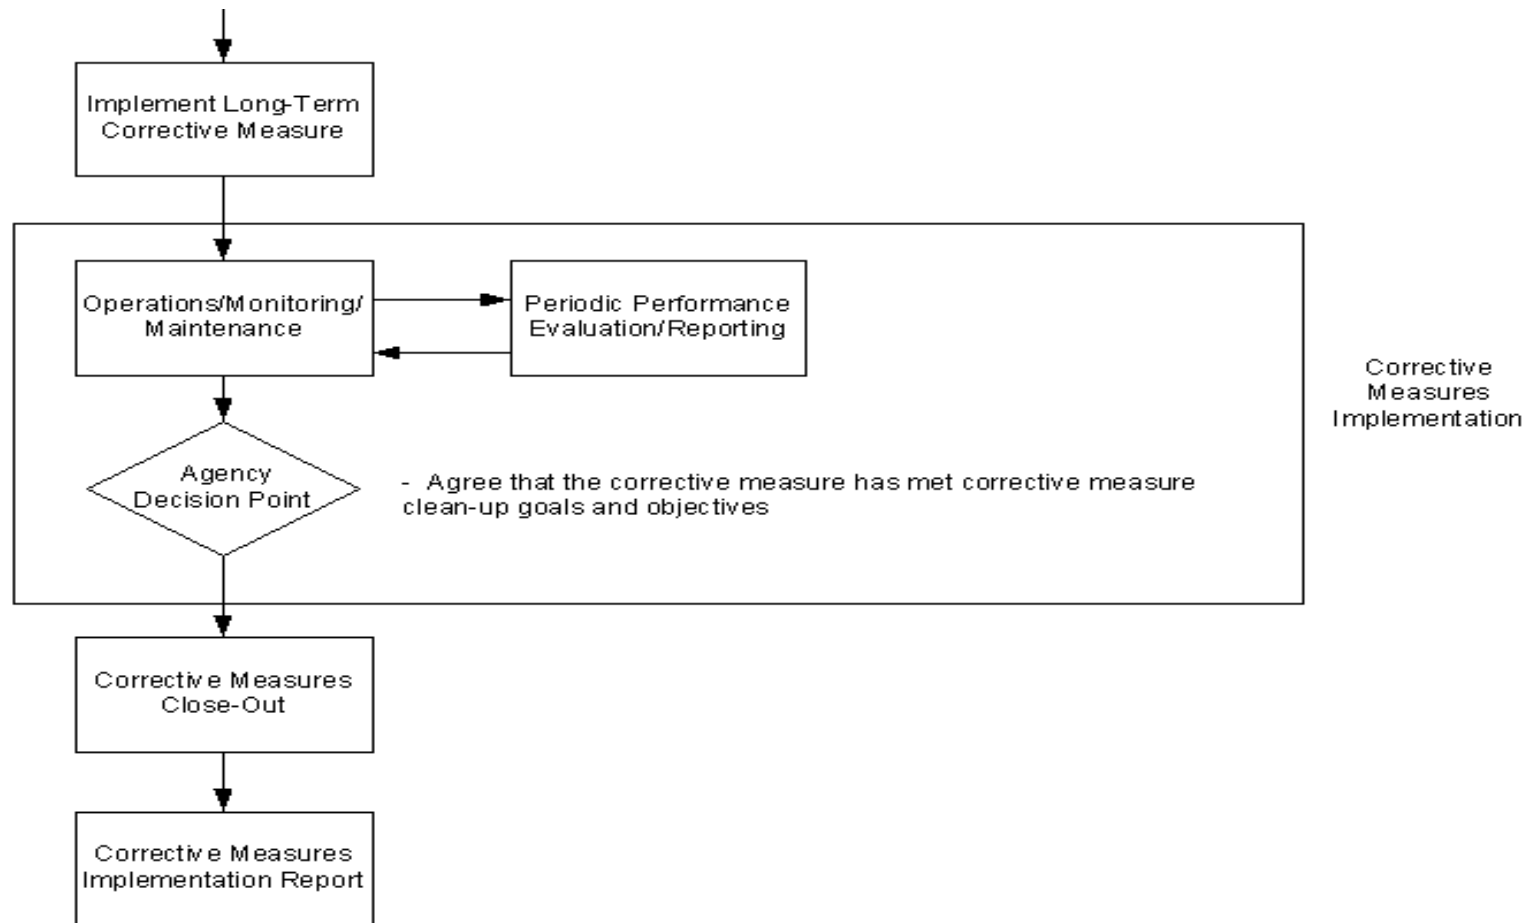 Implement Long-Term
Corrective Measure
Operations/Monitoring/
Maintenance
Periodic Performance
Evaluation/Reporting
Corrective
Measures
Implementation
Agency
Decision Point
- Agree that the corrective measure has met corrective measure
clean-up goals and objectives
Corrective Measures
Close-Out
Corrective Measures
Implementation Report